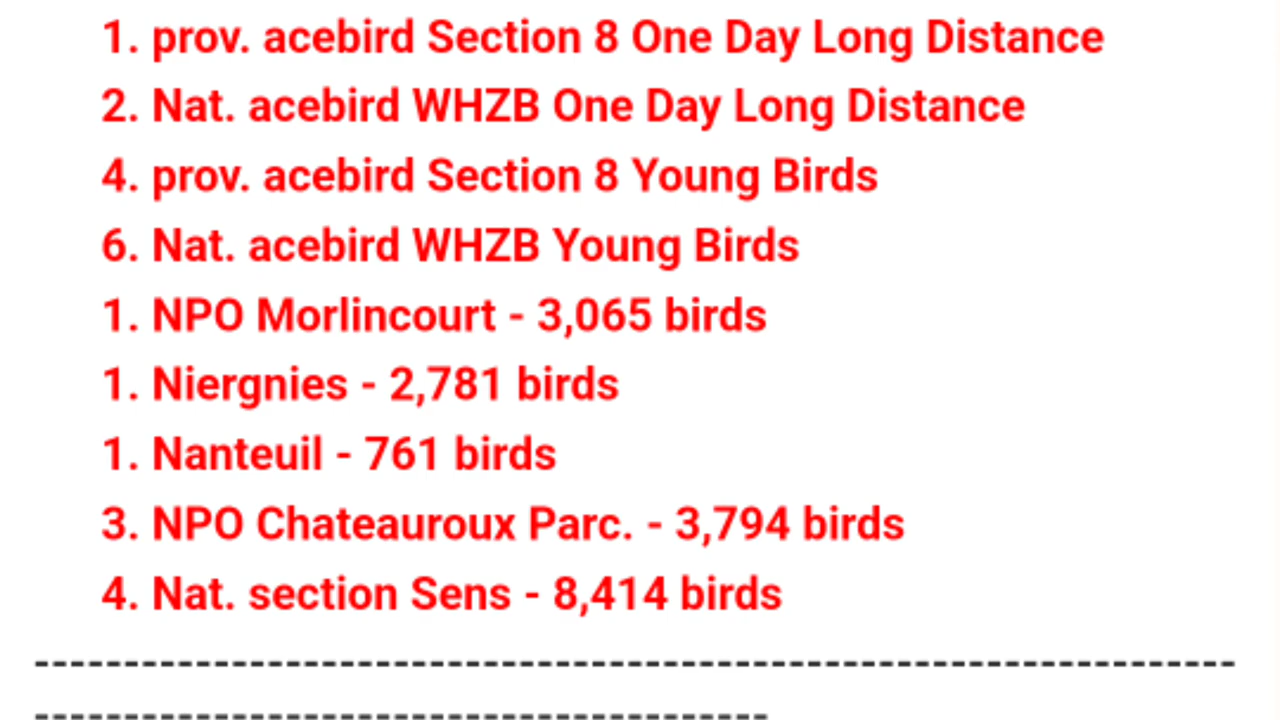 1. prov. acebird Section 8 One Day Long Distance
2. Nat. acebird WHZB One Day Long Distance
4. prov. acebird Section 8 Young Birds
6. Nat. acebird WHZB Young Birds
1. NPO Morlincourt - 3,065 birds
1. Niergnies - 2,781 birds
1. Nanteuil - 761 birds
3. NPO Chateauroux Parc. - 3,794 birds
4. Nat. section Sens - 8,414 birds
--------------------------------------------------------------------
-----------------------------------------